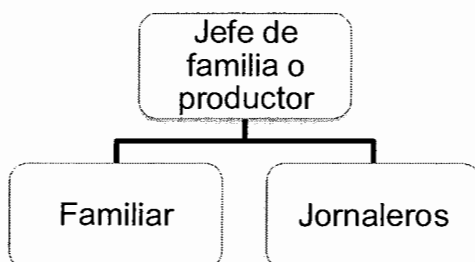 Jefe de
familia o
productor
Familiar
Jornaleros